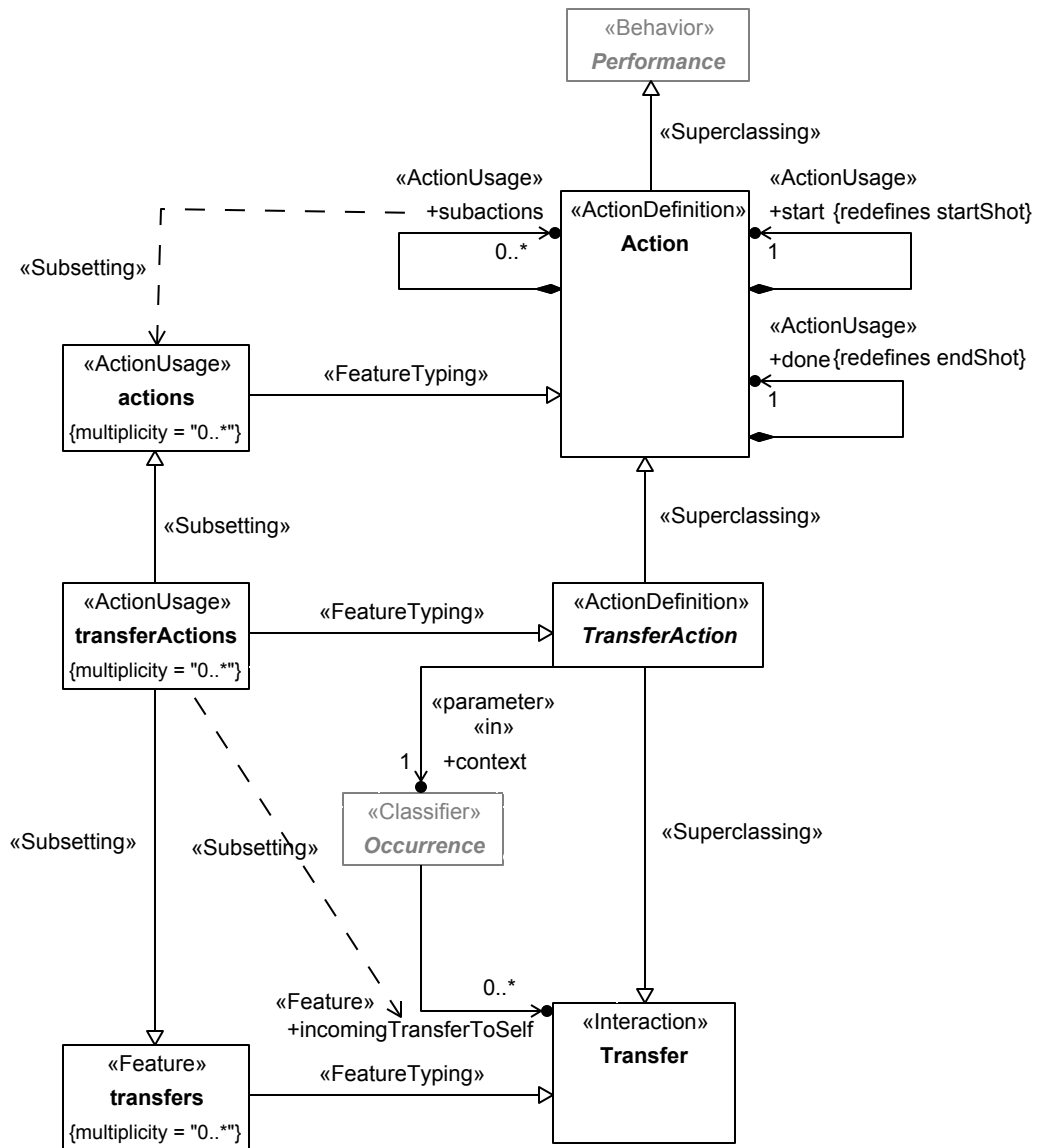 «Behavior»
Performance
«Superclassing»
«ActionUsage»
+subactions
0..*
«ActionDefinition»
Action
«ActionUsage»
+start {redefines startShot}
1
«Subsetting»
«ActionUsage»
+done {redefines endShot}
1
«ActionUsage»
actions
{multiplicity = "0..*"}
«FeatureTyping»
«Subsetting»
«Superclassing»
«ActionUsage»
transferActions
{multiplicity = "0..*"}
«FeatureTyping»
«ActionDefinition»
TransferAction
«parameter»
«in»
1 +context
«Classifier»
Occurrence
«Subsetting»
«Subsetting»
«Superclassing»
0..*
«Feature»
+incomingTransferToSelf
«Interaction»
Transfer
«Feature»
transfers
{multiplicity = "0..*"}
«FeatureTyping»